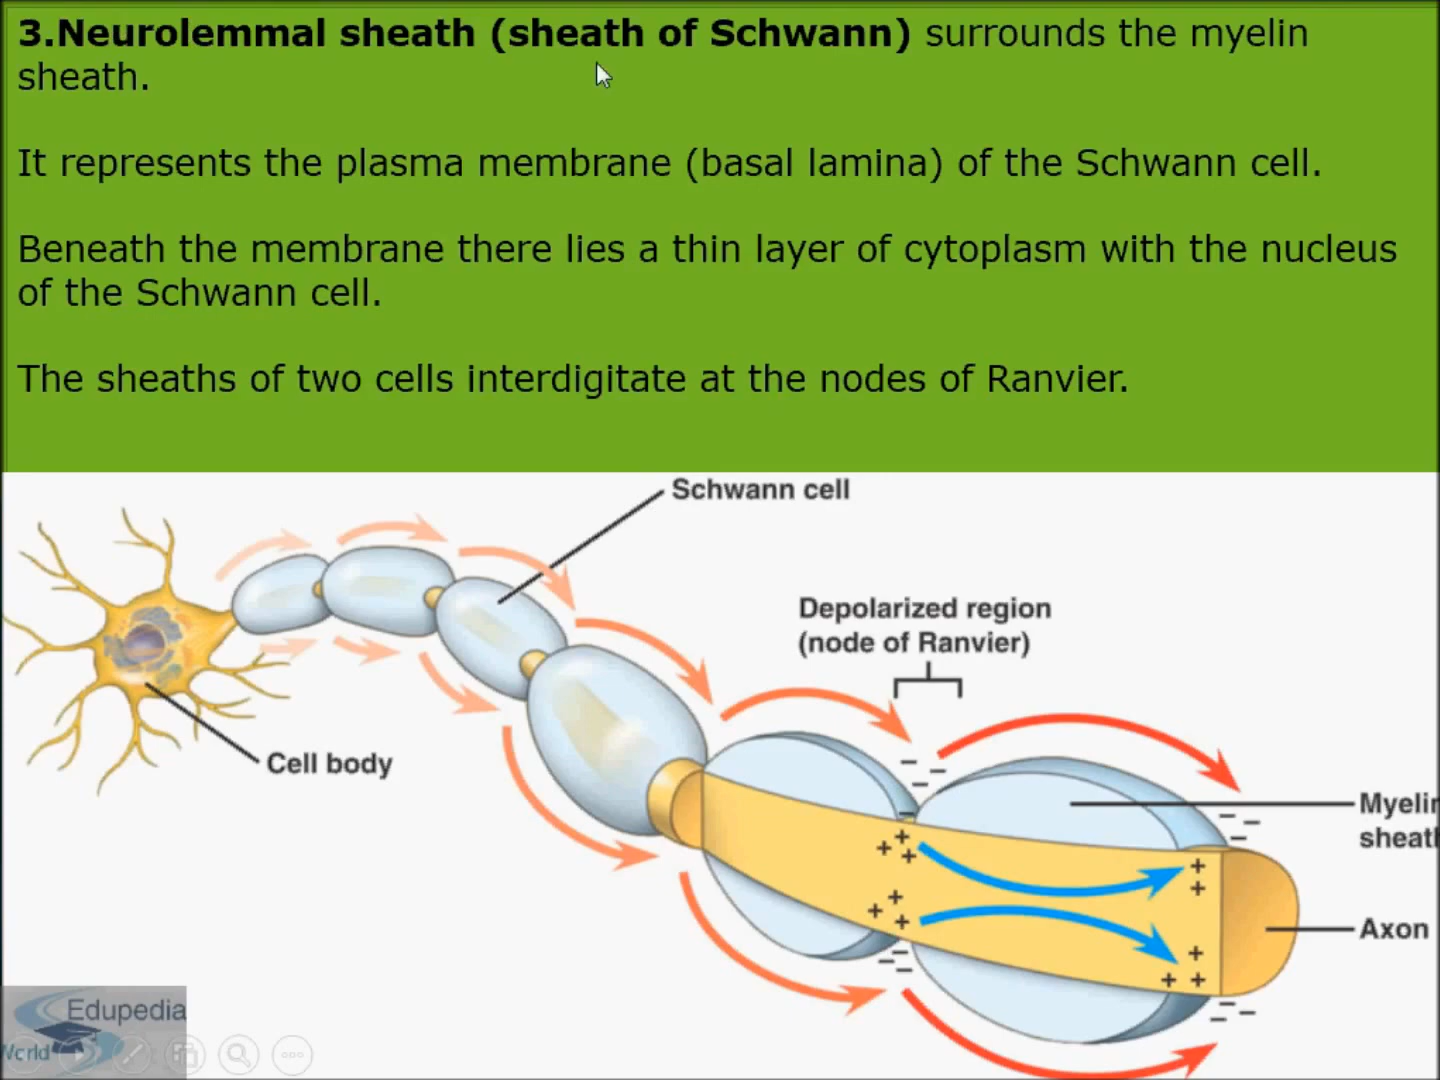 3.Neurolemmal sheath (sheath of Schwann) surrounds the myelin
sheath.
It represents the plasma membrane (basal lamina) of the Schwann cell.
Beneath the membrane there lies a thin layer of cytoplasm with the nucleus
of the Schwann cell.
The sheaths of two cells interdigitate at the nodes of Ranvier.
Schwann cell
Depolarized region
(node of Ranvier)
Cell body
Myelin
sheath
Axon
Edupedia
World